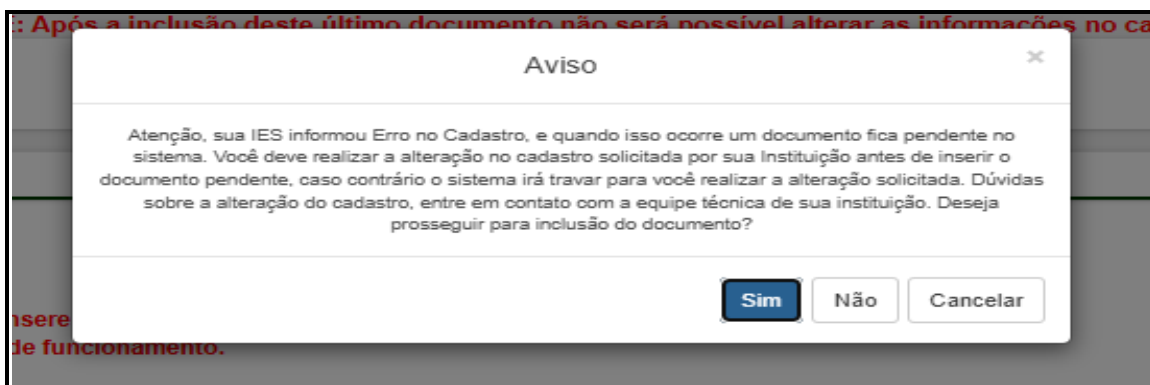 : Após a inclusão deste último documento não será possível alterar as informações no ca
Aviso
×
Atenção, sua IES informou Erro no Cadastro, e quando isso ocorre um documento fica pendente no
sistema. Você deve realizar a alteração no cadastro solicitada por sua Instituição antes de inserir o
documento pendente, caso contrário o sistema irá travar para você realizar a alteração solicitada. Dúvidas
sobre a alteração do cadastro, entre em contato com a equipe técnica de sua instituição. Deseja
prosseguir para inclusão do documento?
Sim Não Cancelar
nsere
de funcionamento.